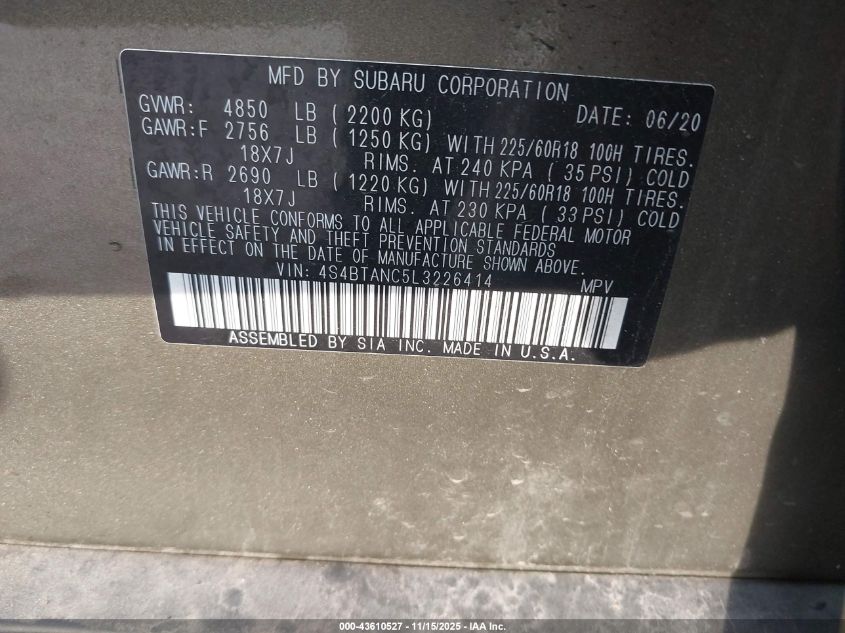 MFD BY SUBARU CORPORATION
GVWR: 4850 LB ( 2200 KG) DATE: 06/20
GAWR:F 2756 LB ( 1250 KG) WITH 225/60R18 100H TIRES.
18X7J RIMS. AT 240 KPA ( 35 PSI) COLD
GAWR:R 2690 LB ( 1220 KG) WITH 225/60R18 100H TIRES.
18X7J RIMS. AT 230 KPA ( 33 PSI) COLD
THIS VEHICLE CONFORMS TO ALL APPLICABLE FEDERAL MOTOR
VEHICLE SAFETY AND THEFT PREVENTION STANDARDS
IN EFFECT ON THE DATE OF MANUFACTURE SHOWN ABOVE.
VIN: 4S4BTANC5L3226414 MPV
ASSEMBLED BY SIA INC. MADE IN U.S.A.
000-43610527 - 11/15/2025 - IAA Inc.